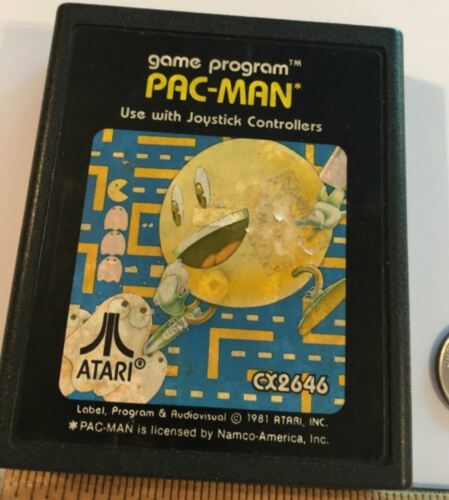 game program™
PAC-MAN*
Use with Joystick Controllers
ATARI®
CX2646
Label, Program & Audiovisual © 1981 ATARI, INC.
*PAC-MAN is licensed by Namco-America, Inc.